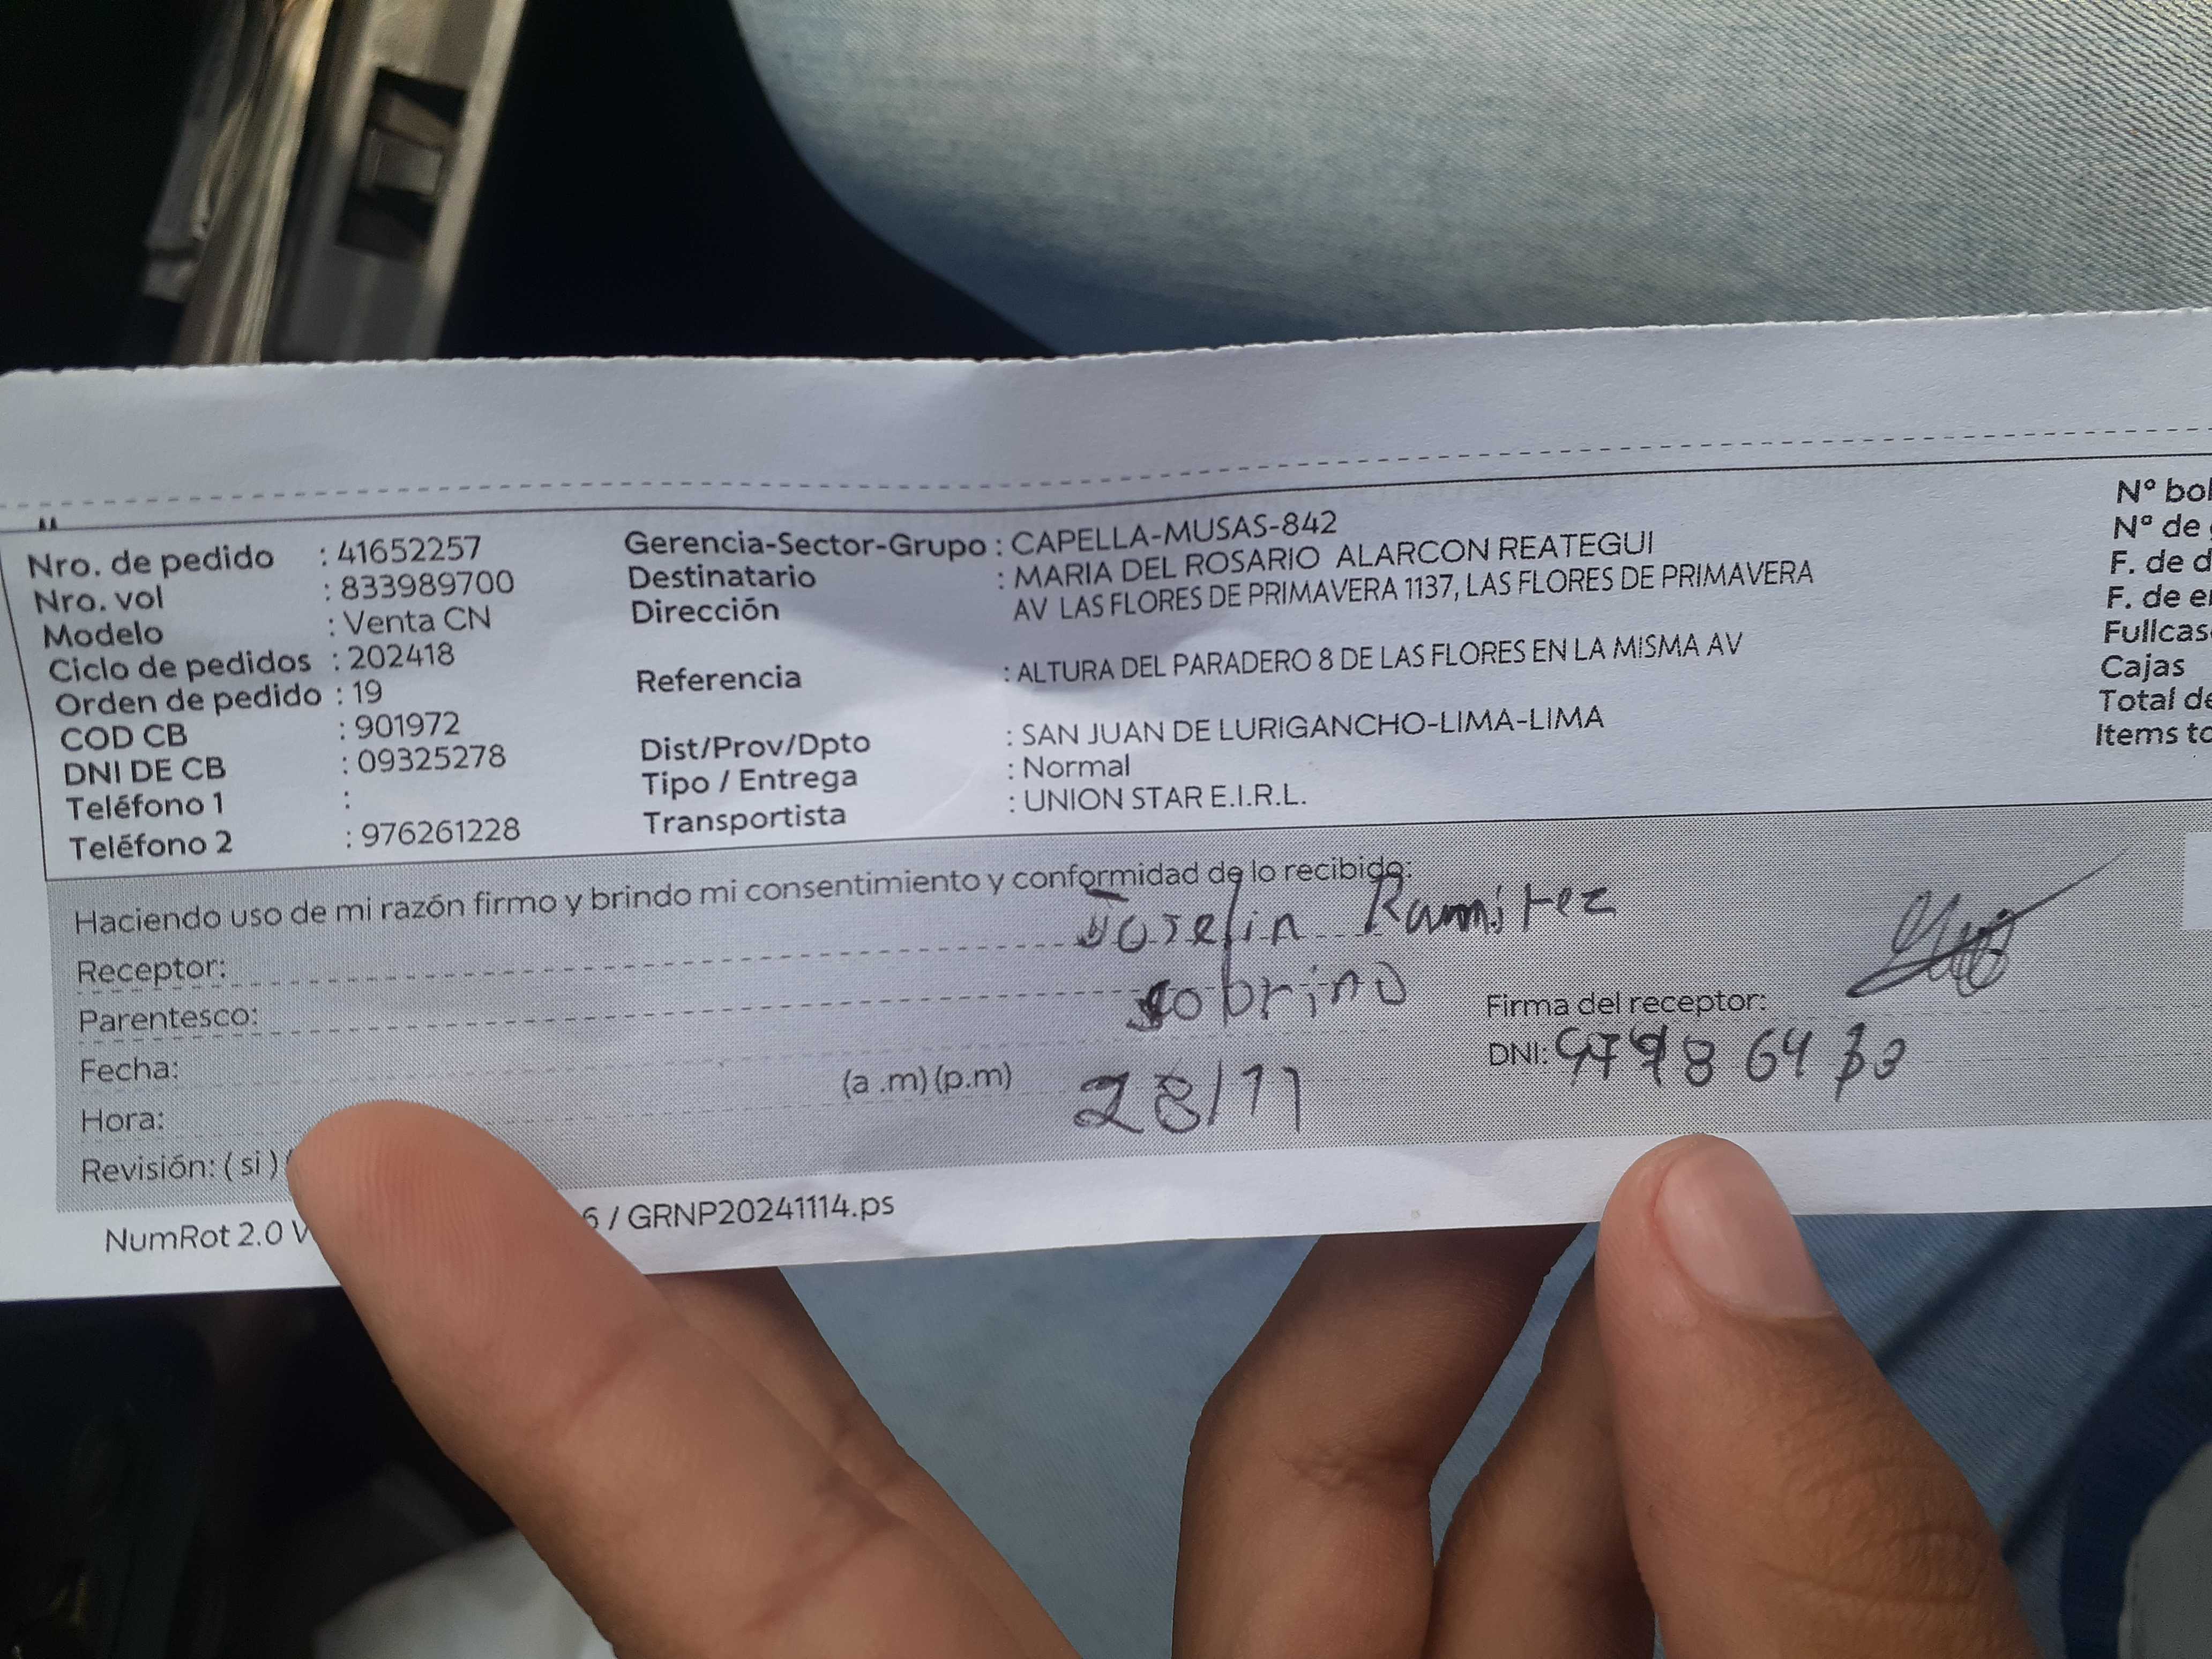 Nro. de pedido : 41652257
Nro. vol : 833989700
Modelo : Venta CN
Ciclo de pedidos : 202418
Orden de pedido : 19
COD CB : 901972
DNI DE CB : 09325278
Teléfono 1 :
Teléfono 2 : 976261228
Gerencia-Sector-Grupo : CAPELLA-MUSAS-842
Destinatario : MARIA DEL ROSARIO ALARCON REATEGUI
Dirección AV LAS FLORES DE PRIMAVERA 1137, LAS FLORES DE PRIMAVERA
Referencia : ALTURA DEL PARADERO 8 DE LAS FLORES EN LA MISMA AV
Dist/Prov/Dpto : SAN JUAN DE LURIGANCHO-LIMA-LIMA
Tipo / Entrega : Normal
Transportista : UNION STAR E.I.R.L.
Nº bol
Nº de
F. de d
F. de
Fullcas
Cajas
Total de
Items to
Haciendo uso de mi razón firmo y brindo mi consentimiento y conformidad de lo recibido:
Receptor: Joselin Ramirez
Parentesco: sobrino
Firma del receptor:
Fecha: 28/11
DNI:
Hora: (a .m) (p.m)
Revisión: ( si )
NumRot 2.0 V 6 / GRNP20241114.ps